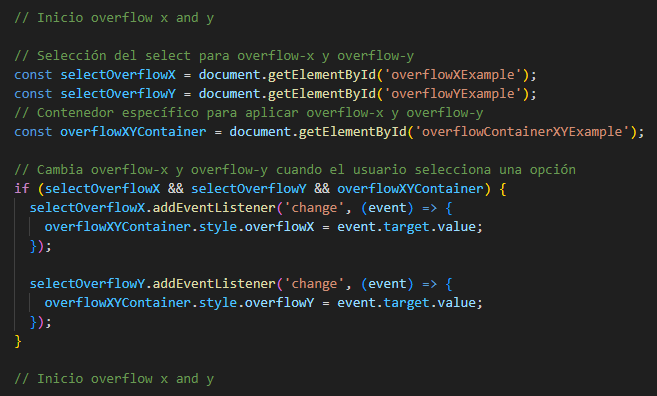 // Inicio overflow x and y
// Selección del select para overflow-x y overflow-y
const selectOverflowX = document.getElementById('overflowXExample');
const selectOverflowY = document.getElementById('overflowYExample');
// Contenedor específico para aplicar overflow-x y overflow-y
const overflowXYContainer = document.getElementById('overflowContainerXYExample');
// Cambia overflow-x y overflow-y cuando el usuario selecciona una opción
if (selectOverflowX && selectOverflowY && overflowXYContainer) {
  selectOverflowX.addEventListener('change', (event) => {
    overflowXYContainer.style.overflowX = event.target.value;
  });
  selectOverflowY.addEventListener('change', (event) => {
    overflowXYContainer.style.overflowY = event.target.value;
  });
}
// Inicio overflow x and y